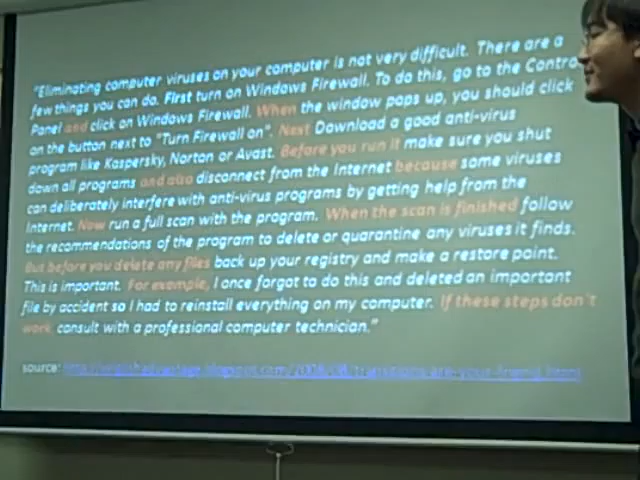 "Eliminating computer viruses on your computer is not very difficult. There are a
few things you can do. First turn on Windows Firewall. To do this, go to the Contro
Panel and click on Windows Firewall. When the window pops up, you should click
on the button next to "Turn Firewall on". Next Download a good anti-virus
program like Kaspersky, Norton or Avast. Before you run it make sure you shut
down all programs and also disconnect from the Internet because some viruses
can deliberately interfere with anti-virus programs by getting help from the
Internet. Now run a full scan with the program. When the scan is finished follow
the recommendations of the program to delete or quarantine any viruses it finds.
But before you delete any files back up your registry and make a restore point.
This is important. For example, I once forgot to do this and deleted an important
file by accident so I had to reinstall everything on my computer. If these steps don't
work consult with a professional computer technician."
source: